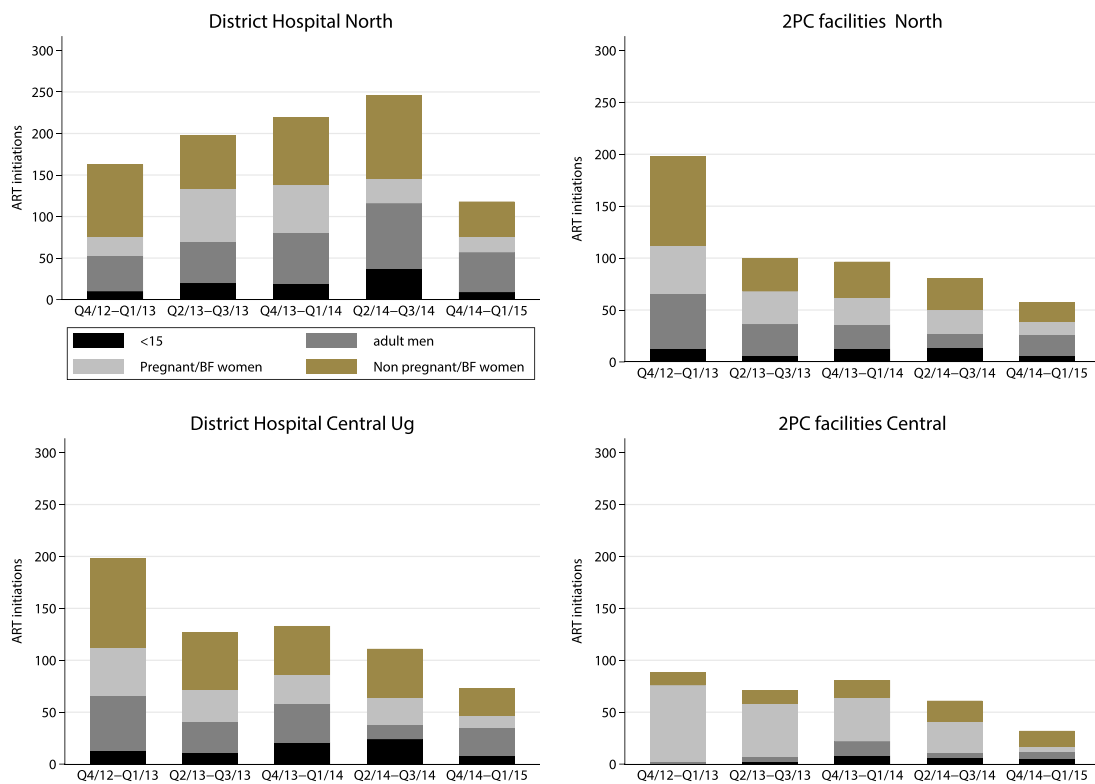 District Hospital North
300
250
200
150
100
50
0
ART initiations
Q4/12–Q1/13 Q2/13–Q3/13 Q4/13–Q1/14 Q2/14–Q3/14 Q4/14–Q1/15
<15 adult men
Pregnant/BF women Non pregnant/BF women
2PC facilities North
300
250
200
150
100
50
0
ART initiations
Q4/12–Q1/13 Q2/13–Q3/13 Q4/13–Q1/14 Q2/14–Q3/14 Q4/14–Q1/15
District Hospital Central Ug
300
250
200
150
100
50
0
ART initiations
Q4/12–Q1/13 Q2/13–Q3/13 Q4/13–Q1/14 Q2/14–Q3/14 Q4/14–Q1/15
2PC facilities Central
300
250
200
150
100
50
0
ART initiations
Q4/12–Q1/13 Q2/13–Q3/13 Q4/13–Q1/14 Q2/14–Q3/14 Q4/14–Q1/15